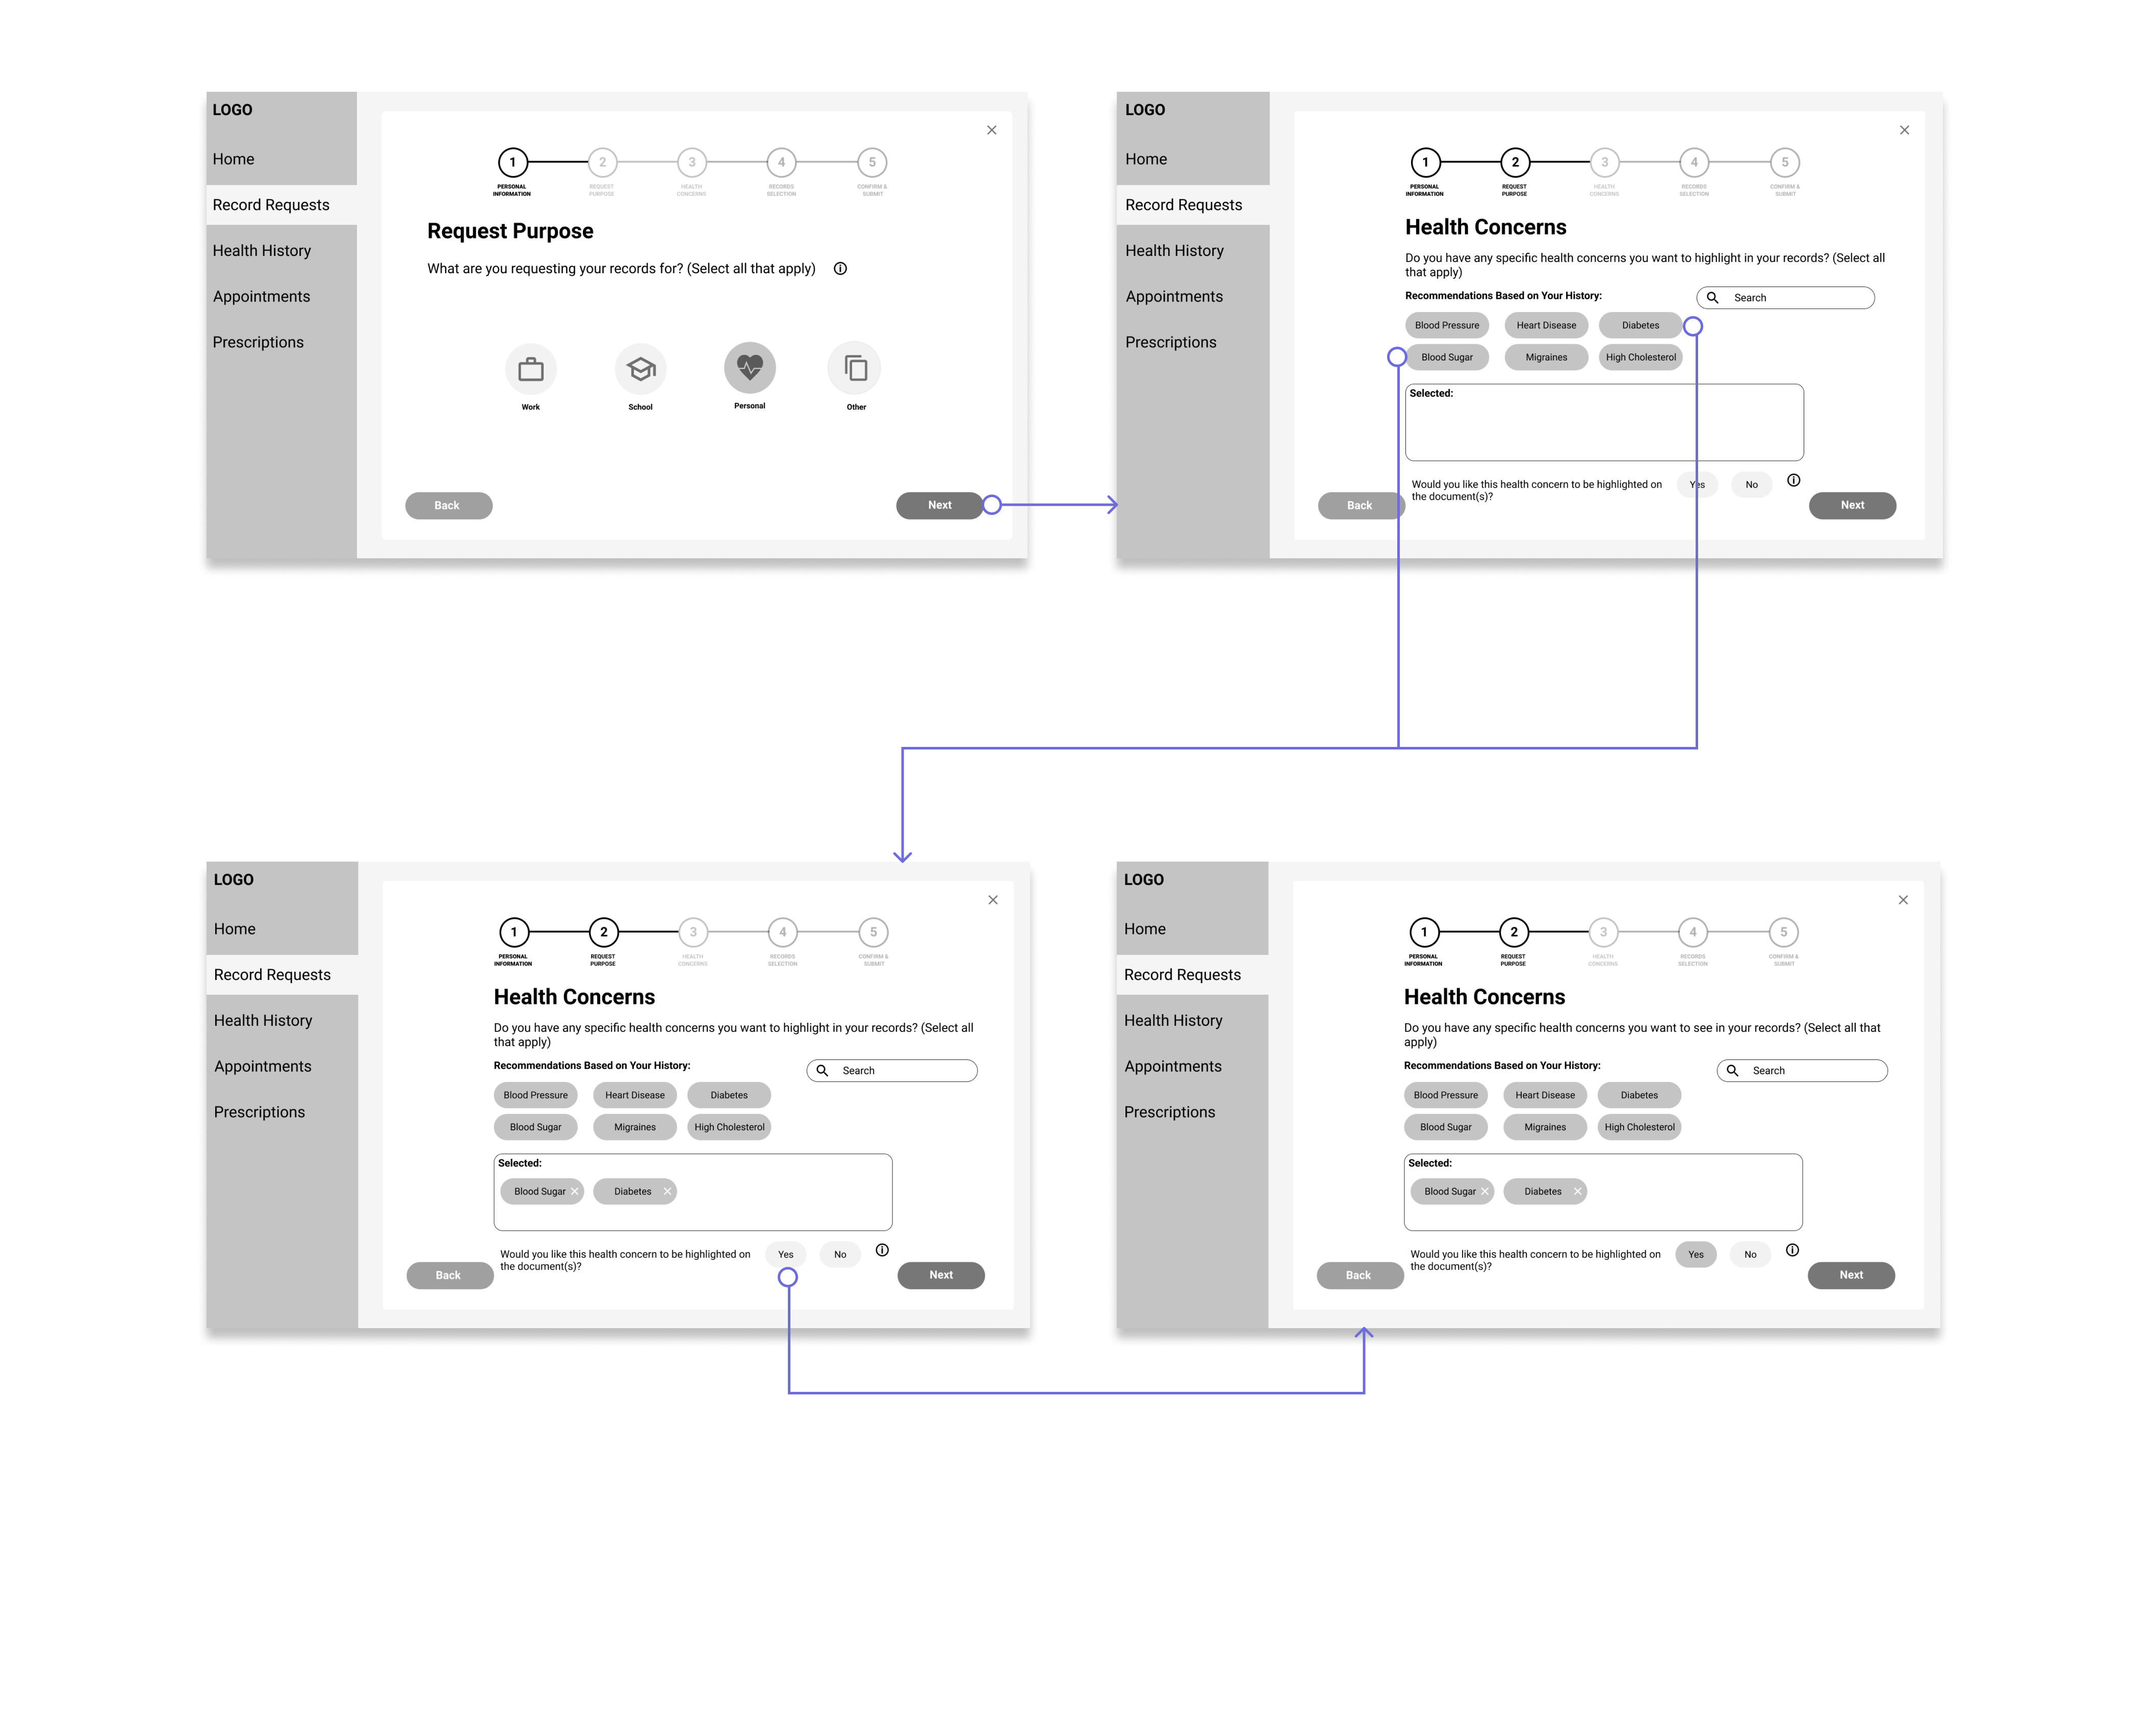 LOGO
Home
Record Requests
Health History
Appointments
Prescriptions
1
2
3
4
5
PERSONAL
INFORMATION
REQUEST
PURPOSE
HEALTH
CONCERNS
RECORDS
SELECTION
CONFIRM &
SUBMIT
Request Purpose
What are you requesting your records for? (Select all that apply)
Work
School
Personal
Other
Back
Next
LOGO
Home
Record Requests
Health History
Appointments
Prescriptions
1
2
3
4
5
PERSONAL
INFORMATION
REQUEST
PURPOSE
HEALTH
CONCERNS
RECORDS
SELECTION
CONFIRM &
SUBMIT
Health Concerns
Do you have any specific health concerns you want to highlight in your records? (Select all
that apply)
Recommendations Based on Your History:
Search
Blood Pressure
Heart Disease
Diabetes
Blood Sugar
Migraines
High Cholesterol
Selected:
Would you like this health concern to be highlighted on
the document(s)?
Yes
No
Back
Next
LOGO
Home
Record Requests
Health History
Appointments
Prescriptions
1
2
3
4
5
PERSONAL
INFORMATION
REQUEST
PURPOSE
HEALTH
CONCERNS
RECORDS
SELECTION
CONFIRM &
SUBMIT
Health Concerns
Do you have any specific health concerns you want to highlight in your records? (Select all
that apply)
Recommendations Based on Your History:
Search
Blood Pressure
Heart Disease
Diabetes
Blood Sugar
Migraines
High Cholesterol
Selected:
Blood Sugar
Diabetes
Would you like this health concern to be highlighted on
the document(s)?
Yes
No
Back
Next
LOGO
Home
Record Requests
Health History
Appointments
Prescriptions
1
2
3
4
5
PERSONAL
INFORMATION
REQUEST
PURPOSE
HEALTH
CONCERNS
RECORDS
SELECTION
CONFIRM &
SUBMIT
Health Concerns
Do you have any specific health concerns you want to see in your records? (Select all that
apply)
Recommendations Based on Your History:
Search
Blood Pressure
Heart Disease
Diabetes
Blood Sugar
Migraines
High Cholesterol
Selected:
Blood Sugar
Diabetes
Would you like this health concern to be highlighted on
the document(s)?
Yes
No
Back
Next